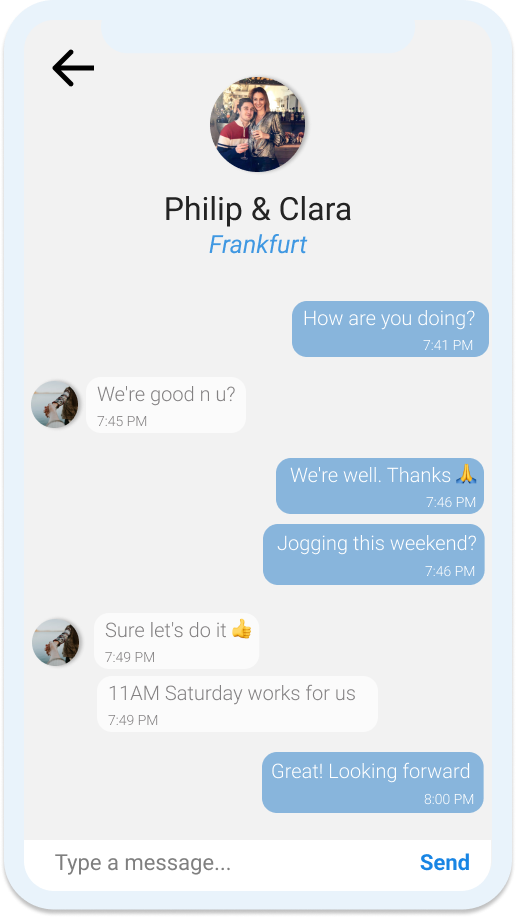 Philip & Clara
Frankfurt
How are you doing?
7:41 PM
We're good n u?
7:45 PM
We're well. Thanks 🙏
7:46 PM
Jogging this weekend?
7:46 PM
Sure let's do it 👍
7:49 PM
11AM Saturday works for us
7:49 PM
Great! Looking forward
8:00 PM
Type a message... Send